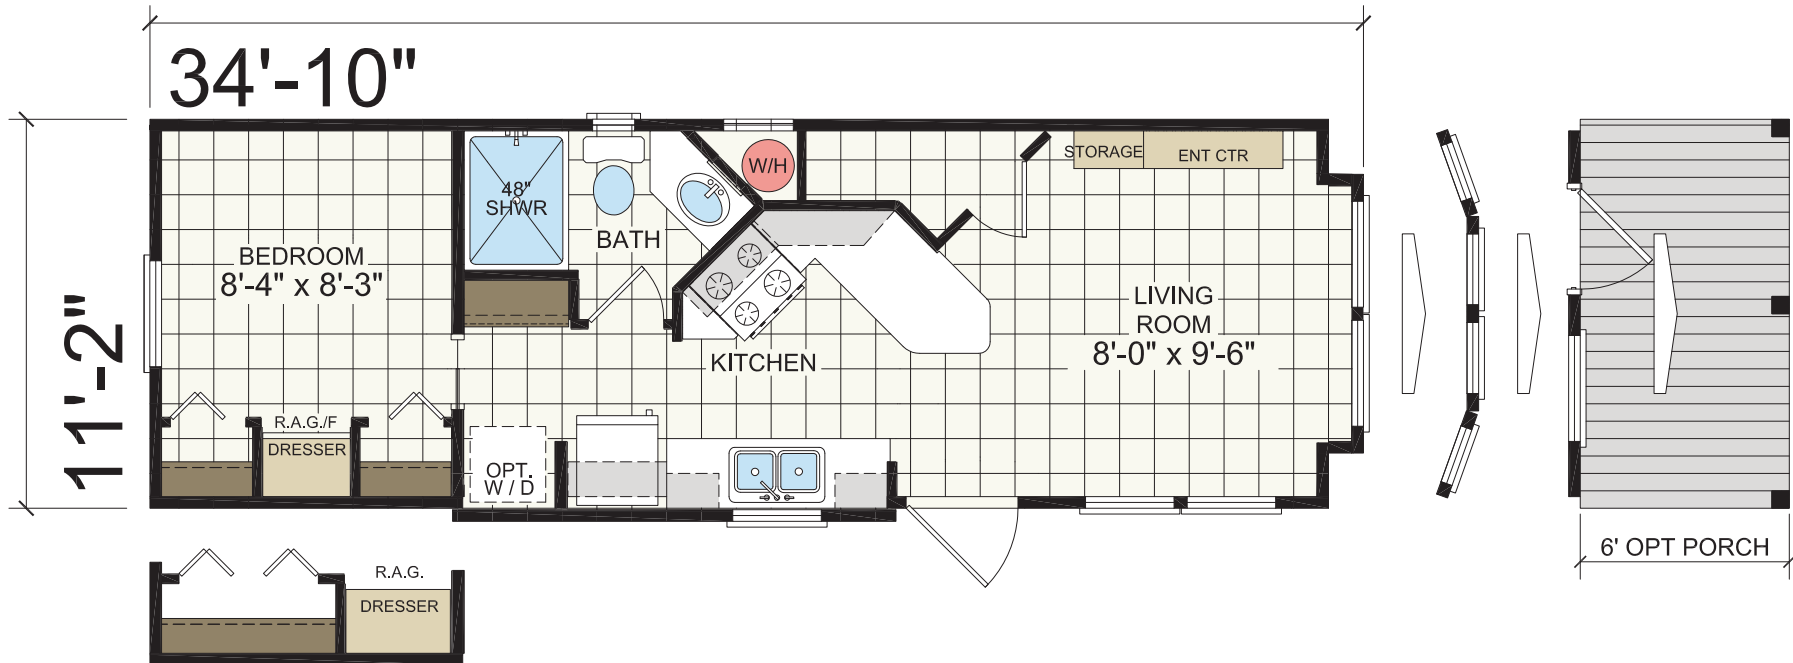 34'-10"
11'-2"
BEDROOM
8'-4" x 8'-3"
48"
SHWR
BATH
W/H
STORAGE
ENT CTR
LIVING
ROOM
8'-0" x 9'-6"
KITCHEN
R.A.G./F
DRESSER
OPT.
W / D
6' OPT PORCH
R.A.G.
DRESSER